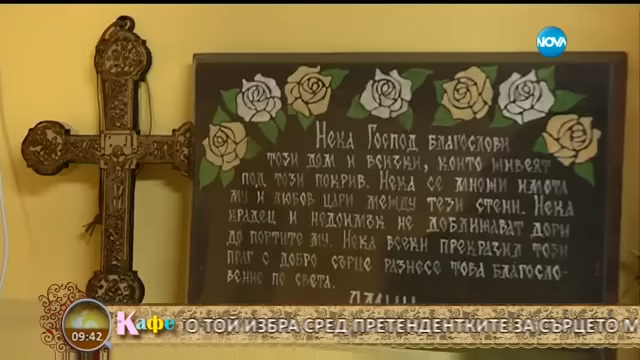 NOVA
Нека Господ благослови
този дом и всички, които живеят
под този покрив. Нека се множи имота
му и любов цари между тези стени. Нека
крадец и недоимък не доближават дори
до портите му. Нека всеки прекрачил този
праг с добро сърце разнесе това благосло-
вение по света.
Амин
09:42
Кафе
ТО ТОЙ ИЗБРА СРЕД ПРЕТЕНДЕНТКИТЕ ЗА СЪРЦЕТО М